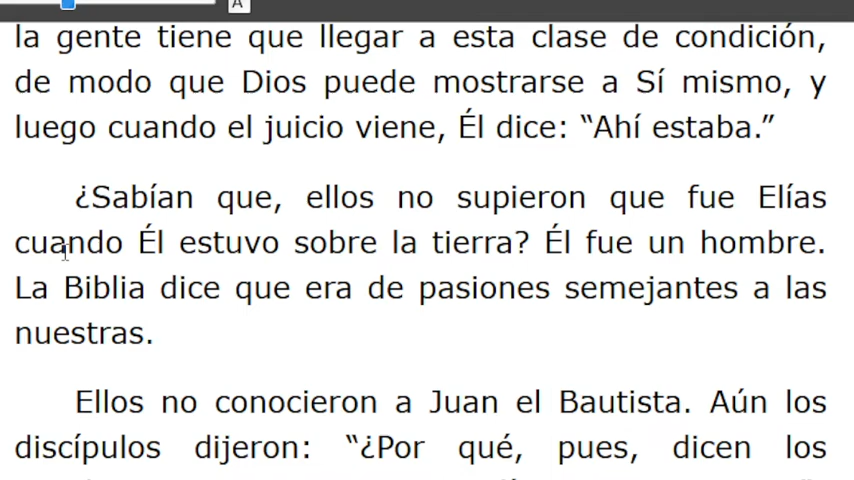 A
la gente tiene que llegar a esta clase de condición,
de modo que Dios puede mostrarse a Sí mismo, y
luego cuando el juicio viene, Él dice: “Ahí estaba.”
¿Sabían que, ellos no supieron que fue Elías
cuando Él estuvo sobre la tierra? Él fue un hombre.
La Biblia dice que era de pasiones semejantes a las
nuestras.
Ellos no conocieron a Juan el Bautista. Aún los
discípulos dijeron: “¿Por qué, pues, dicen los